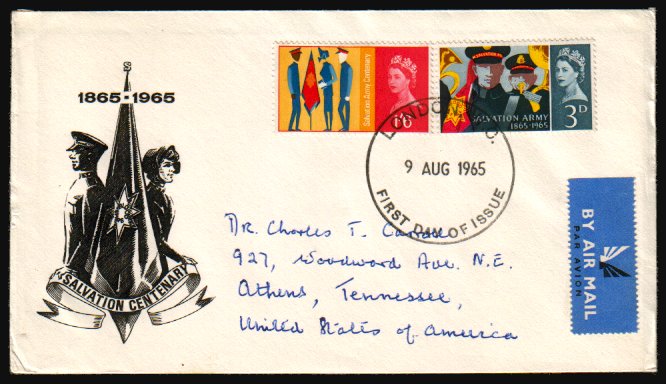 1865·1965
SALVATION CENTENARY
Salvation Army Centenary
1/6
SALVATION ARMY
1865-1965
3D
LONDON
9 AUG 1965
FIRST DAY OF ISSUE
BY AIR MAIL
PAR AVION
Dr. Charles T.
927, Woodward Ave. N.E.
Athens, Tennessee,
United States of America